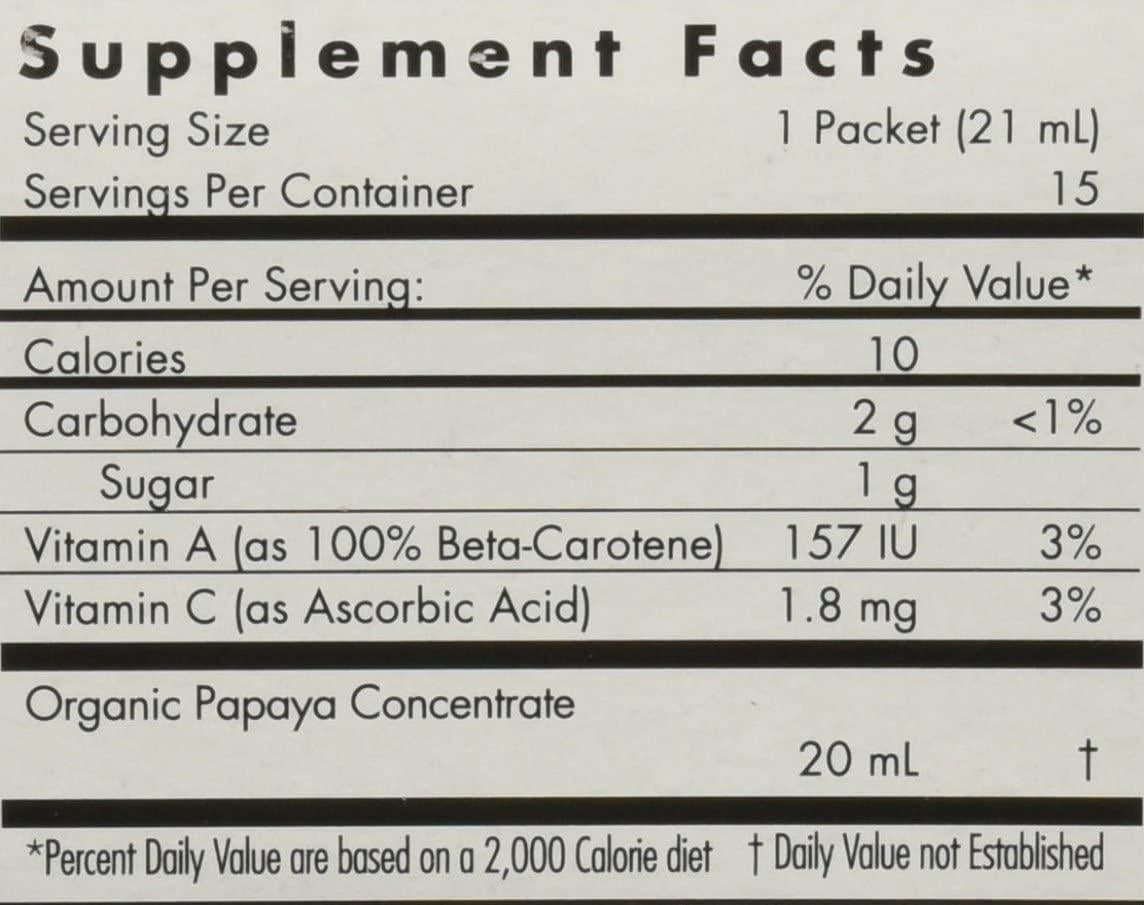 Supplement Facts
Serving Size 1 Packet (21 mL)
Servings Per Container 15
Amount Per Serving: % Daily Value*
Calories 10
Carbohydrate 2 g <1%
Sugar 1 g
Vitamin A (as 100% Beta-Carotene) 157 IU 3%
Vitamin C (as Ascorbic Acid) 1.8 mg 3%
Organic Papaya Concentrate
20 mL †
*Percent Daily Value are based on a 2,000 Calorie diet † Daily Value not Established